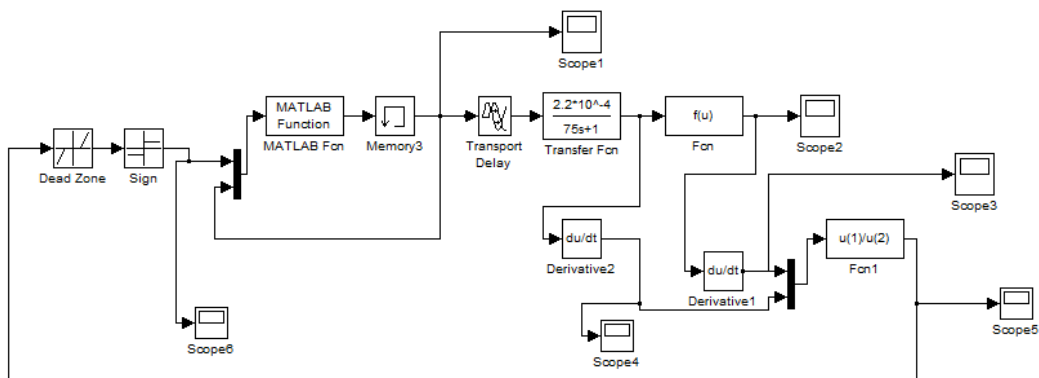 Scope1
MATLAB
Function
MATLAB Fcn
Memory3
Transport
Delay
2.2*10^-4
75s+1
Transfer Fcn
f(u)
Fcn
Scope2
Dead Zone
Sign
Scope3
du/dt
Derivative2
du/dt
Derivative1
u(1)/u(2)
Fcn1
Scope6
Scope4
Scope5